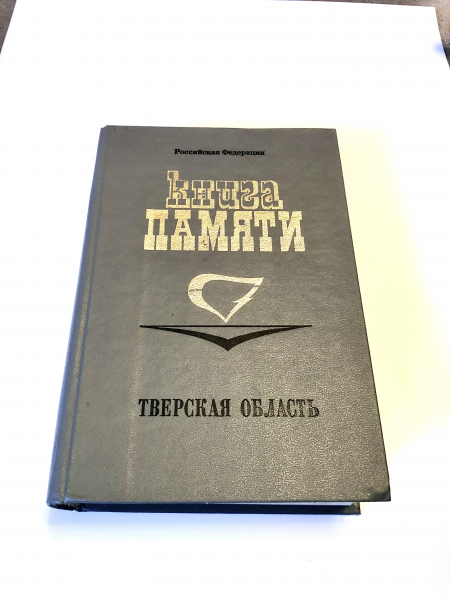 Российская Федерация
Книга
ПАМЯТИ
ТВЕРСКАЯ ОБЛАСТЬ